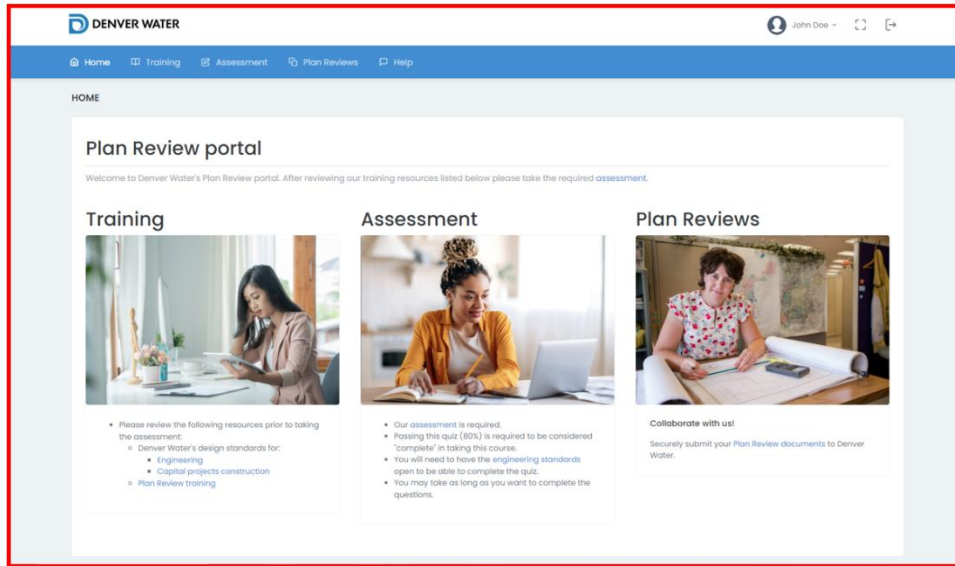 DENVER WATER
John Doe
Home Training Assessment Plan Reviews Help
HOME
Plan Review portal
Welcome to Denver Water's Plan Review portal. After reviewing our training resources listed below please take the required assessment.
Training
Please review the following resources prior to taking
the assessment:
Denver Water's design standards for:
Engineering
Capital projects construction
Plan Review training
Assessment
Our assessment is required.
Passing this quiz (80%) is required to be considered
"complete" in taking this course.
You will need to have the engineering standards
open to be able to complete the quiz.
You may take as long as you want to complete the
questions.
Plan Reviews
Collaborate with us!
Securely submit your Plan Review documents to Denver
Water.